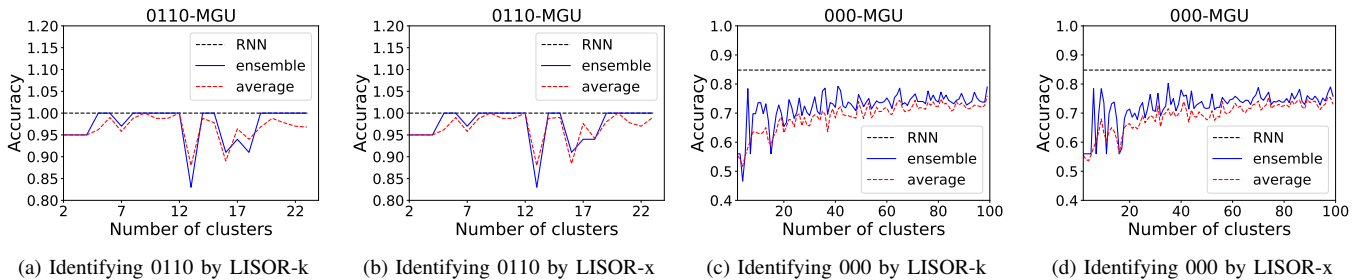 0110-MGU
1.20
1.15
1.10
1.05
1.00
0.95
0.90
0.85
0.80
Accuracy
RNN
ensemble
average
2 7 12 17 22
Number of clusters
(a) Identifying 0110 by LISOR-k
0110-MGU
1.20
1.15
1.10
1.05
1.00
0.95
0.90
0.85
0.80
Accuracy
RNN
ensemble
average
2 7 12 17 22
Number of clusters
(b) Identifying 0110 by LISOR-x
000-MGU
1.0
0.9
0.8
0.7
0.6
0.5
0.4
Accuracy
RNN
ensemble
average
20 40 60 80 100
Number of clusters
(c) Identifying 000 by LISOR-k
000-MGU
1.0
0.9
0.8
0.7
0.6
0.5
0.4
Accuracy
RNN
ensemble
average
20 40 60 80 100
Number of clusters
(d) Identifying 000 by LISOR-x